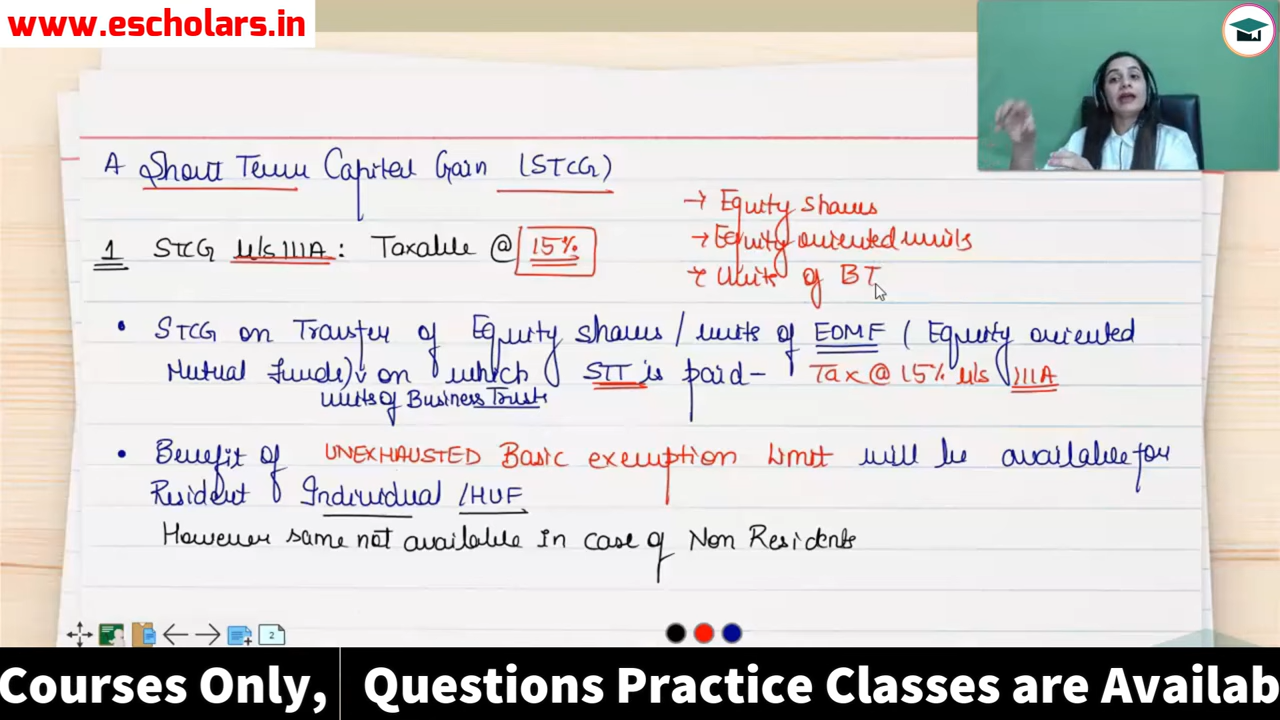 www.escholars.in
A Short Term Capital Gain (STCG)
→ Equity shares
→ Equity oriented units
→ Units of BT
1 STCG u/s 111A : Taxable @ 15%
• STCG on Transfer of Equity shares / units of EOMF ( Equity oriented
Mutual Funds) on which STT is paid - Tax @ 15% u/s 111A
units of Business Trusts
• Benefit of UNEXHAUSTED Basic exemption Limit will be available for
Resident Individual /HUF
However same not available in case of Non Residents
2
Courses Only, Questions Practice Classes are Availab